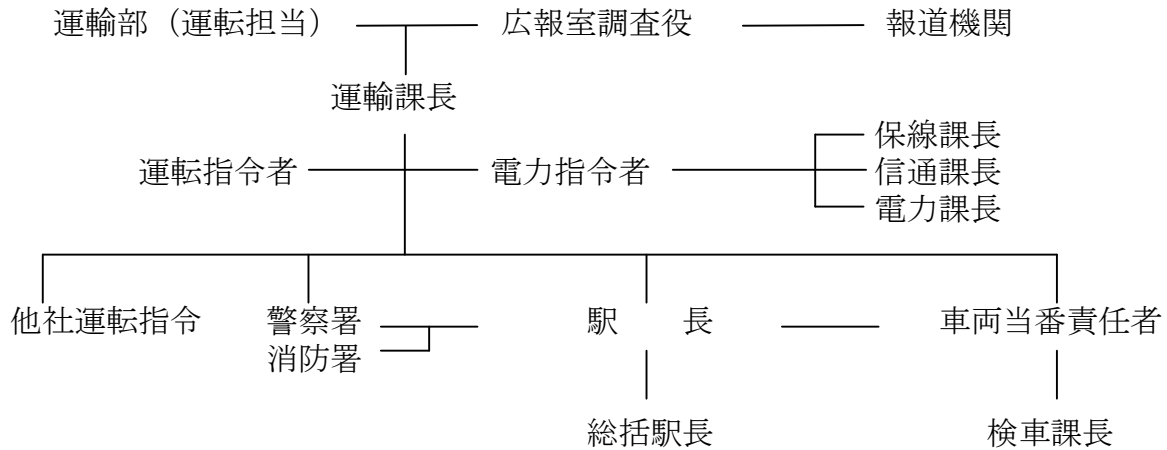 運輸部（運転担当） 広報室調査役 報道機関
運輸課長
保線課長
運転指令者 電力指令者 信通課長
電力課長
他社運転指令 警察署 駅　長 車両当番責任者
消防署
総括駅長 検車課長